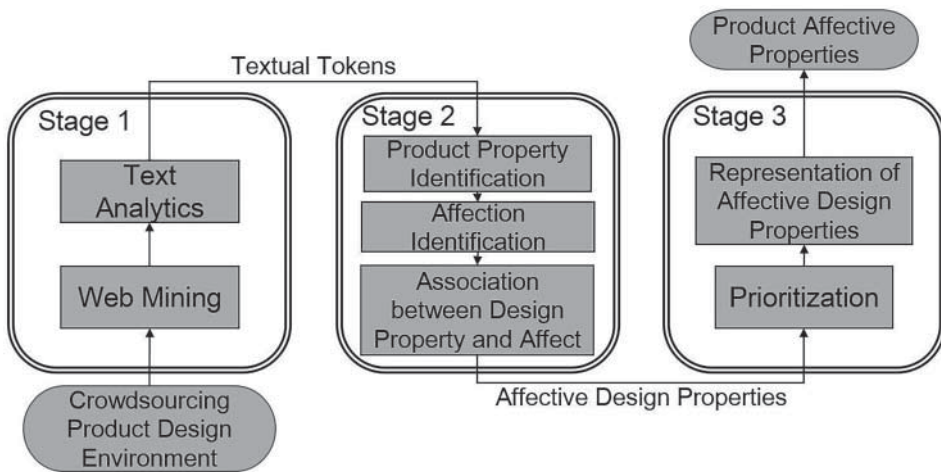 Product Affective
Properties
Textual Tokens
Stage 1
Text
Analytics
Web Mining
Crowdsourcing
Product Design
Environment
Stage 2
Product Property
Identification
Affection
Identification
Association
between Design
Property and Affect
Affective Design Properties
Stage 3
Representation of
Affective Design
Properties
Prioritization